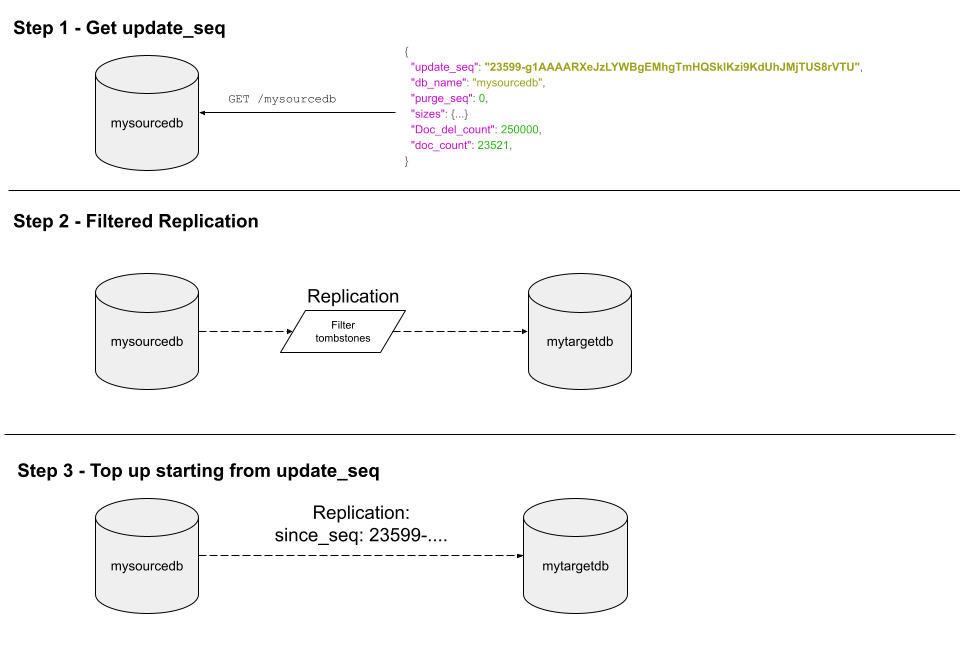 Step 1 - Get update_seq
{
"update_seq": "23599-g1AAAARXeJzLYWBgEMhgTmHQSklKzi9KdUhJMjTUS8rVTU",
"db_name": "mysourcedb",
"purge_seq": 0,
"sizes": {...}
"Doc_del_count": 250000,
"doc_count": 23521,
}
GET /mysourcedb
mysourcedb
Step 2 - Filtered Replication
Replication
Filter
tombstones
mysourcedb
mytargetdb
Step 3 - Top up starting from update_seq
Replication:
since_seq: 23599-....
mysourcedb
mytargetdb